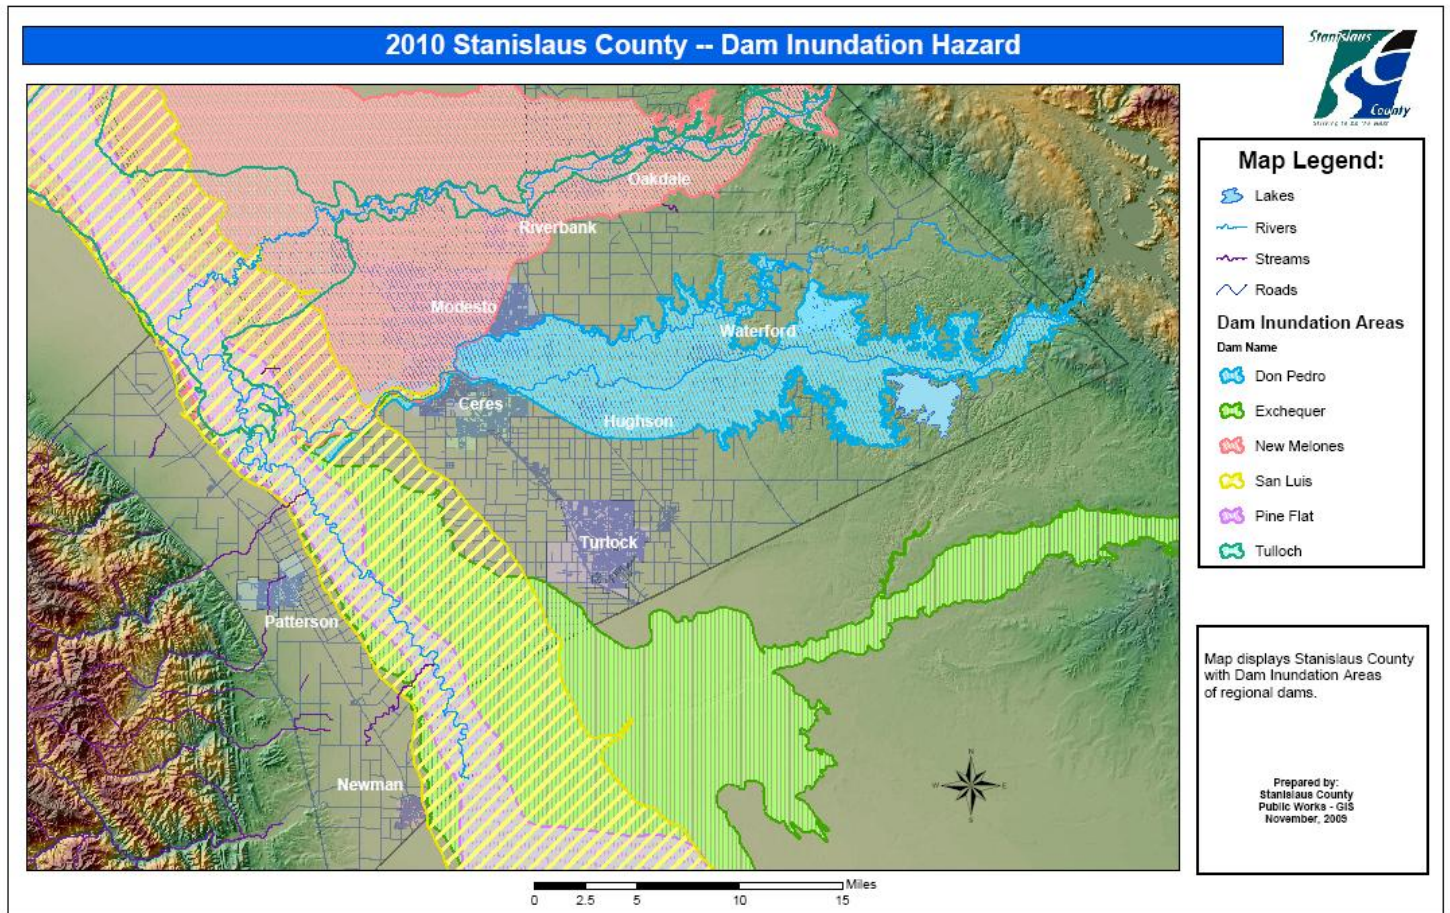 2010 Stanislaus County -- Dam Inundation Hazard
Stanislaus
County
Oakdale
Riverbank
Modesto
Waterford
Ceres
Hughson
Turlock
Patterson
Newman
N
W
E
S
0
2.5
5
10
15
Miles
Map Legend:
Lakes
Rivers
Streams
Roads
Dam Inundation Areas
Dam Name
Don Pedro
Exchequer
New Melones
San Luis
Pine Flat
Tulloch
Map displays Stanislaus County
with Dam Inundation Areas
of regional dams.
Prepared by:
Stanislaus County
Public Works - GIS
November, 2009